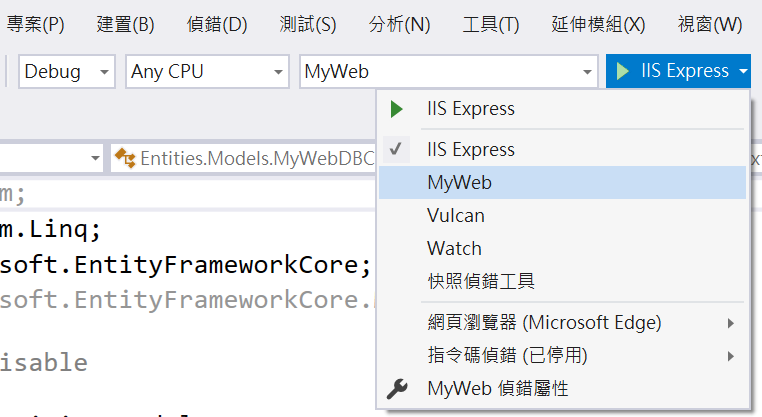 專案(P) 建置(B) 偵錯(D) 測試(S) 分析(N) 工具(T) 延伸模組(X) 視窗(W)
Debug Any CPU MyWeb IIS Express
IIS Express
IIS Express
Entities.Models.MyWebDBC
MyWeb
m;
Vulcan
m.Linq;
Watch
soft.EntityFrameworkCore;
快照偵錯工具
soft.EntityFrameworkCore.
網頁瀏覽器 (Microsoft Edge)
指令碼偵錯 (已停用)
isable
MyWeb 偵錯屬性